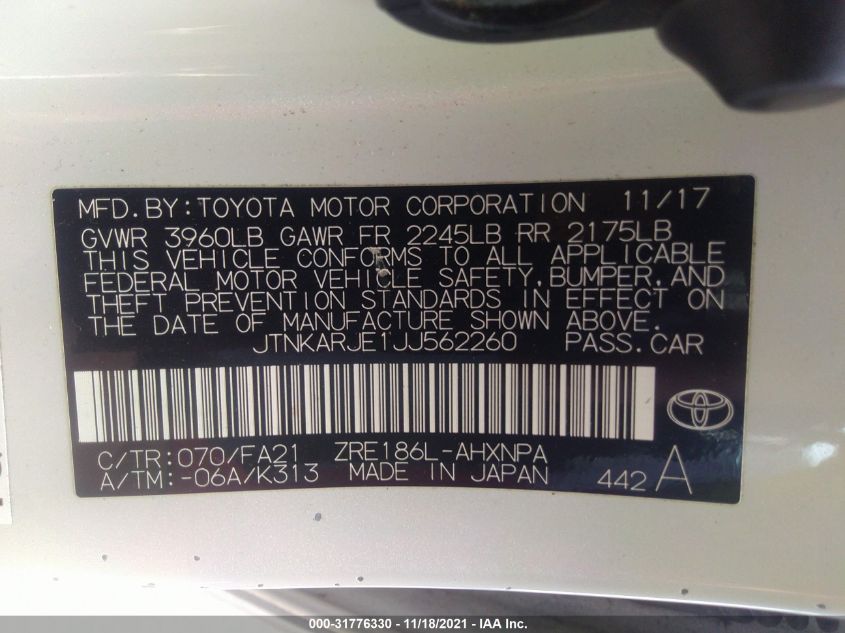 MFD.BY:TOYOTA MOTOR CORPORATION 11/17
GVWR 3960LB GAWR FR 2245LB RR 2175LB
THIS VEHICLE CONFORMS TO ALL APPLICABLE
FEDERAL MOTOR VEHICLE SAFETY,BUMPER,AND
THEFT PREVENTION STANDARDS IN EFFECT ON
THE DATE OF MANUFACTURE SHOWN ABOVE.
JTNKARJE1JJ562260 PASS.CAR
C/TR:070/FA21 ZRE186L-AHXNPA
A/TM:-06A/K313 MADE IN JAPAN 442 A
000-31776330 - 11/18/2021 - IAA Inc.